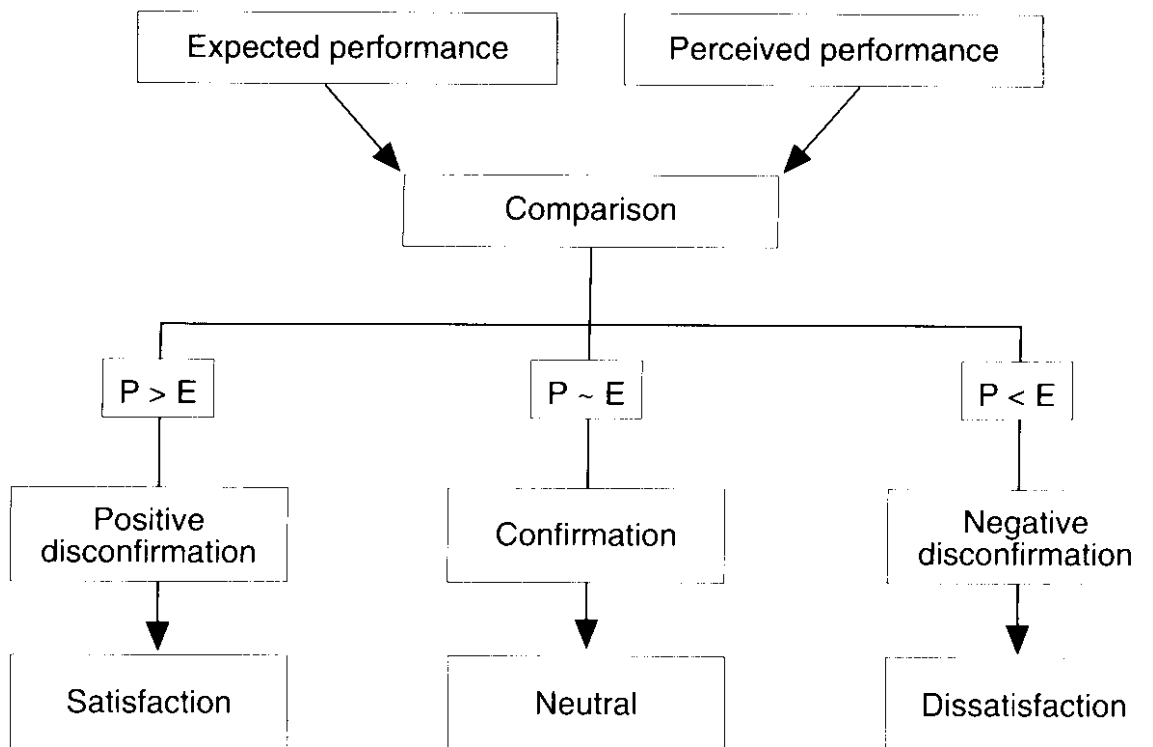 Expected performance
Perceived performance
Comparison
P > E
P ~ E
P < E
Positive
disconfirmation
Confirmation
Negative
disconfirmation
Satisfaction
Neutral
Dissatisfaction